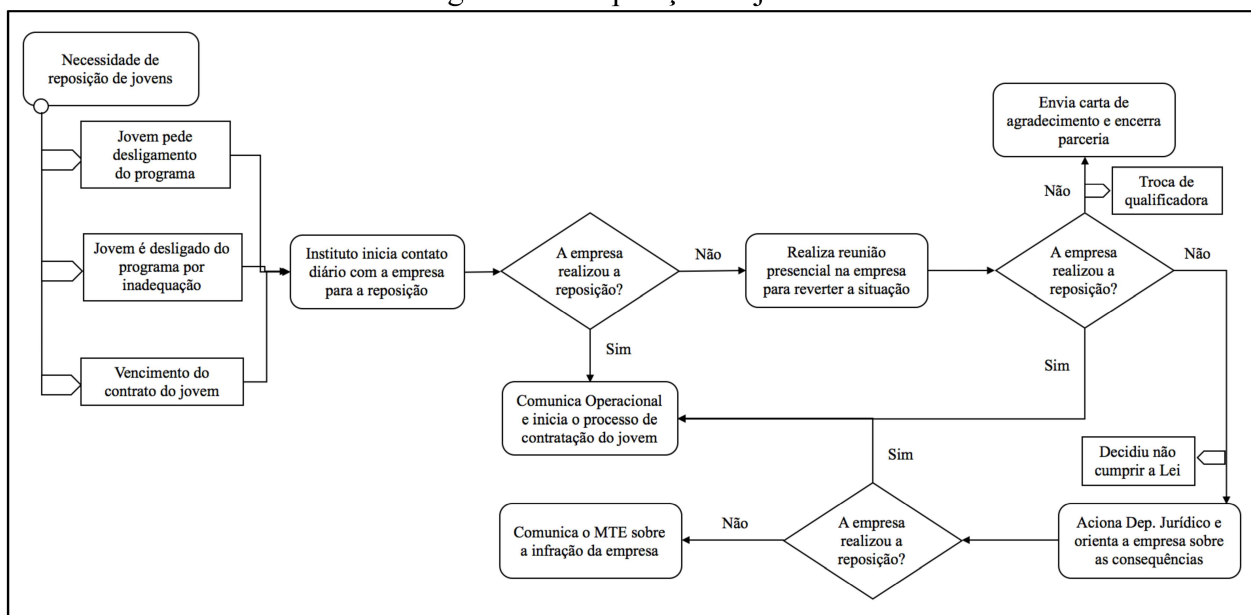 Necessidade de
reposição de jovens
Jovem pede
desligamento
do programa
Jovem é desligado do
programa por
inadequação
Vencimento do
contrato do jovem
Instituto inicia contato
diário com a empresa
para a reposição
A empresa
realizou a
reposição?
Não
Sim
Realiza reunião
presencial na empresa
para reverter a situação
A empresa
realizou a
reposição?
Não
Troca de
qualificadora
Envia carta de
agradecimento e encerra
parceria
Não
Sim
Comunica Operacional
e inicia o processo de
contratação do jovem
Decidiu não
cumprir a Lei
Aciona Dep. Jurídico e
orienta a empresa sobre
as consequências
A empresa
realizou a
reposição?
Sim
Não
Comunica o MTE sobre
a infração da empresa